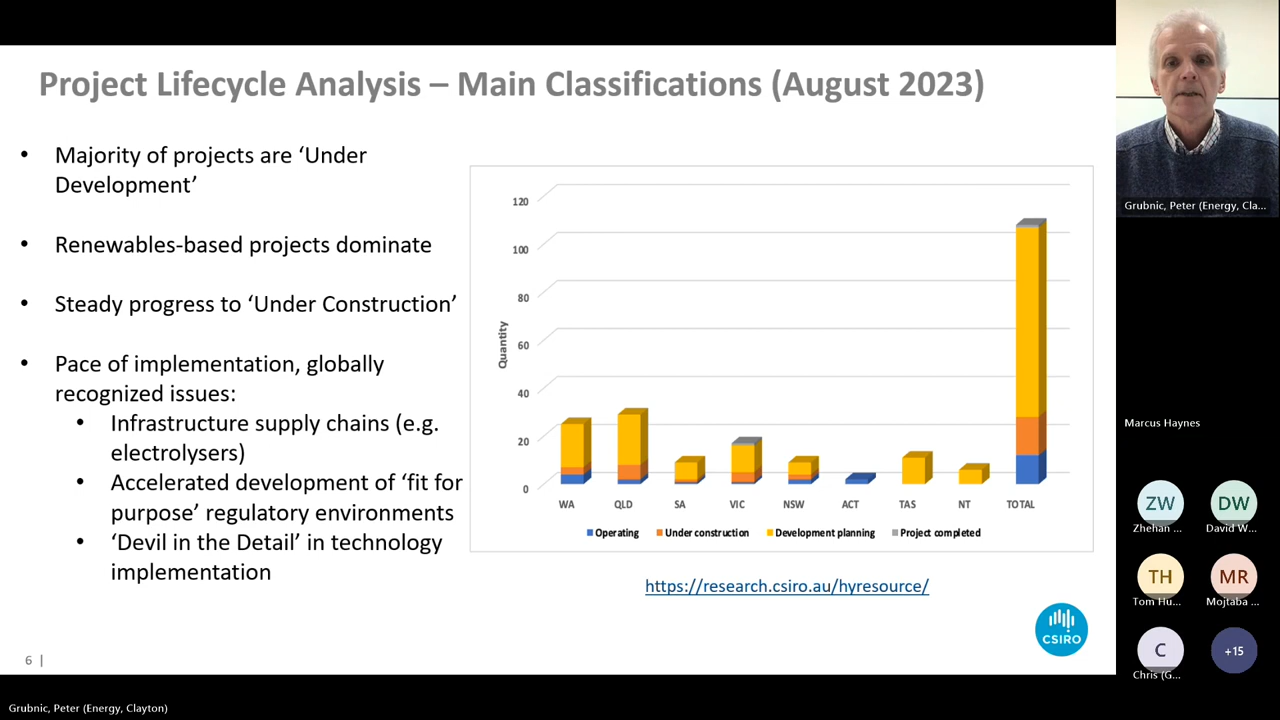 Project Lifecycle Analysis – Main Classifications (August 2023)
• Majority of projects are ‘Under
Development’
• Renewables-based projects dominate
• Steady progress to ‘Under Construction’
• Pace of implementation, globally
recognized issues:
• Infrastructure supply chains (e.g.
electrolysers)
• Accelerated development of ‘fit for
purpose’ regulatory environments
• ‘Devil in the Detail’ in technology
implementation
Quantity
120
100
80
60
40
20
0
WA QLD SA VIC NSW ACT TAS NT TOTAL
Operating Under construction Development planning Project completed
https://research.csiro.au/hyresource/
CSIRO
6 |
Grubnic, Peter (Energy, Cla...
Marcus Haynes
ZW DW
Zhehan ... David W...
TH MR
Tom Hu... Mojtaba ...
C +15
Chris (G...
Grubnic, Peter (Energy, Clayton)